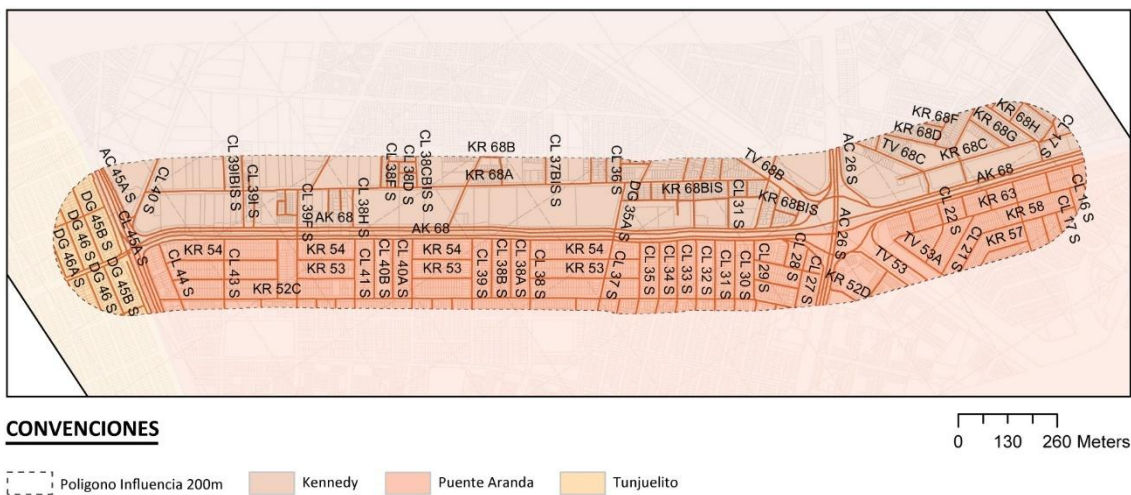 KR 68F
KR 68H
KR 68D
KR 68G
CL 17 S
TV 68C
KR 68C
AC 26 S
KR 68B
KR 68A
CL 38CBIS S
CL 38D S
CL 38F S
CL 37BIS S
CL 36 S
TV 68B
CL 39IBIS S
CL 39I S
AC 45A S
CL 40 S
CL 39F S
CL 38H S
DG 35A S
KR 68BIS
CL 31 S
KR 68BIS
AK 68
AK 68
AK 68
KR 63
KR 58
KR 57
CL 16 S
CL 17 S
CL 22 S
CL 21 S
TV 53A
TV 53
AC 26 S
DG 45B S
DG 46 S
DG 46A S
CL 45A S
DG 45B S
DG 46 S
CL 44 S
KR 54
CL 43 S
KR 52C
KR 54
KR 53
CL 41 S
CL 40B S
CL 40A S
KR 54
KR 53
CL 39 S
CL 38B S
CL 38A S
CL 38 S
KR 54
KR 53
CL 37 S
CL 35 S
CL 34 S
CL 33 S
CL 32 S
CL 31 S
CL 30 S
CL 29 S
CL 28 S
CL 27 S
KR 52D
CONVENCIONES
0 130 260 Meters
Poligono Influencia 200m
Kennedy
Puente Aranda
Tunjuelito